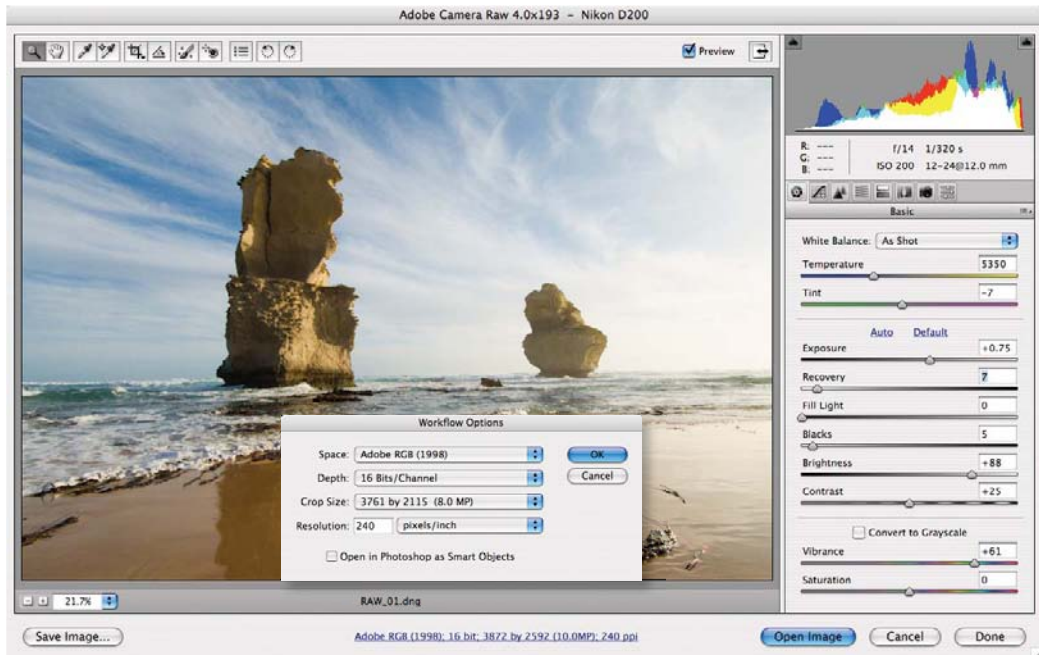 Adobe Camera Raw 4.0x193 – Nikon D200
Preview
R: ---
G: ---
B: ---
f/14 1/320 s
ISO 200 12–24@12.0 mm
Basic
White Balance: As Shot
Temperature 5350
Tint -7
Auto Default
Exposure +0.75
Recovery 7
Fill Light 0
Blacks 5
Brightness +88
Contrast +25
Convert to Grayscale
Vibrance +61
Saturation 0
Workflow Options
Space: Adobe RGB (1998)
OK
Depth: 16 Bits/Channel
Cancel
Crop Size: 3761 by 2115 (8.0 MP)
Resolution: 240 pixels/inch
Open in Photoshop as Smart Objects
21.7%
RAW_01.dng
Save Image...
Adobe RGB (1998); 16 bit; 3872 by 2592 (10.0MP); 240 ppi
Open Image
Cancel
Done